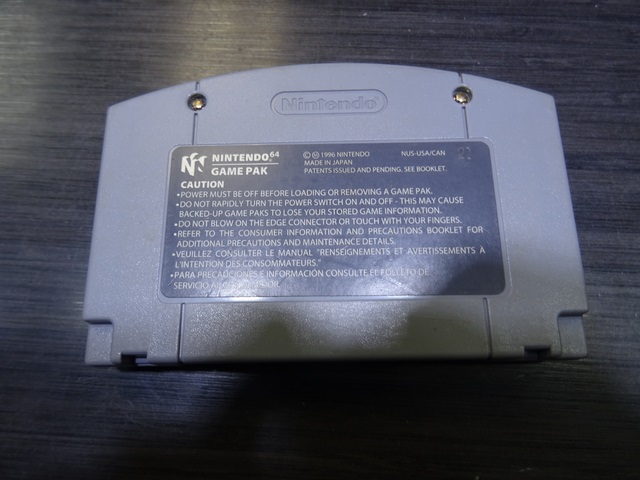 Nintendo
NINTENDO 64
GAME PAK
© Ⓜ 1996 NINTENDO
NUS-USA/CAN
MADE IN JAPAN
PATENTS ISSUED AND PENDING. SEE BOOKLET.
CAUTION
•POWER MUST BE OFF BEFORE LOADING OR REMOVING A GAME PAK.
•DO NOT RAPIDLY TURN THE POWER SWITCH ON AND OFF - THIS MAY CAUSE
BACKED-UP GAME PAKS TO LOSE YOUR STORED GAME INFORMATION.
•DO NOT BLOW ON THE EDGE CONNECTOR OR TOUCH WITH YOUR FINGERS.
•REFER TO THE CONSUMER INFORMATION AND PRECAUTIONS BOOKLET FOR
ADDITIONAL PRECAUTIONS AND MAINTENANCE DETAILS.
•VEUILLEZ CONSULTER LE MANUAL "RENSEIGNEMENTS ET AVERTISSEMENTS À
L'INTENTION DES CONSOMMATEURS."
•PARA PRECAUCIONES E INFORMACIÓN CONSULTE EL FOLLETO DE
SERVICIO AL